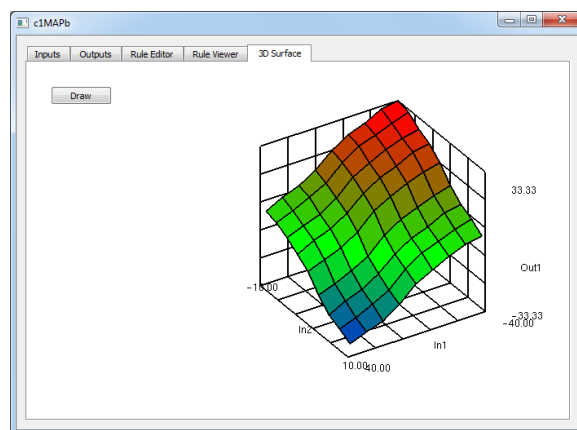 c1MAPb
Inputs Outputs Rule Editor Rule Viewer 3D Surface
Draw
33.33
Out1
-10.00
-33.33
-40.00
In2
In1
10.00
40.00